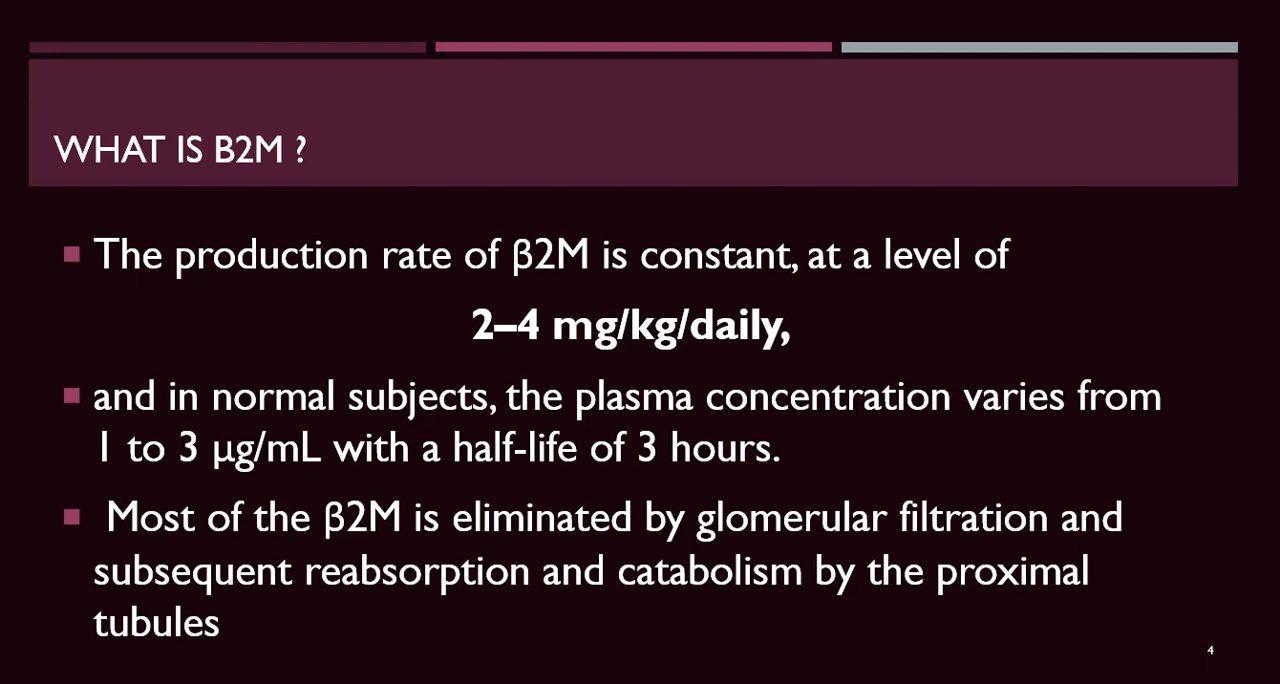 WHAT IS B2M ?
The production rate of β2M is constant, at a level of
2–4 mg/kg/daily,
and in normal subjects, the plasma concentration varies from
1 to 3 μg/mL with a half-life of 3 hours.
Most of the β2M is eliminated by glomerular filtration and
subsequent reabsorption and catabolism by the proximal
tubules
4